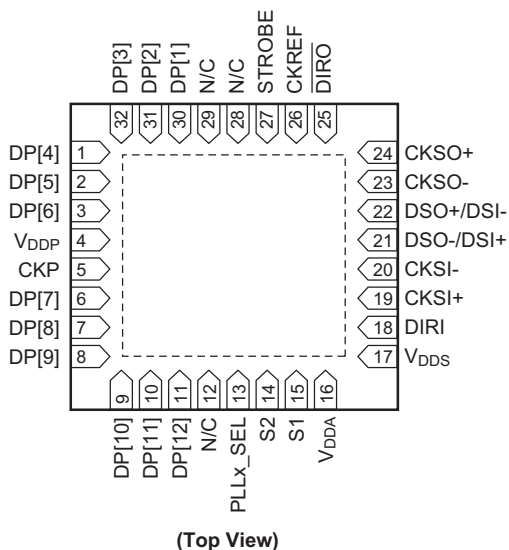 DP[3]
DP[2]
DP[1]
N/C
N/C
STROBE
CKREF
DIRO
32
31
30
29
28
27
26
25
DP[4] 1
DP[5] 2
DP[6] 3
VDDP 4
CKP 5
DP[7] 6
DP[8] 7
DP[9] 8
24 CKSO+
23 CKSO-
22 DSO+/DSI-
21 DSO-/DSI+
20 CKSI-
19 CKSI+
18 DIRI
17 VDDS
9
10
11
12
13
14
15
16
DP[10]
DP[11]
DP[12]
N/C
PLLx_SEL
S2
S1
VDDA
(Top View)